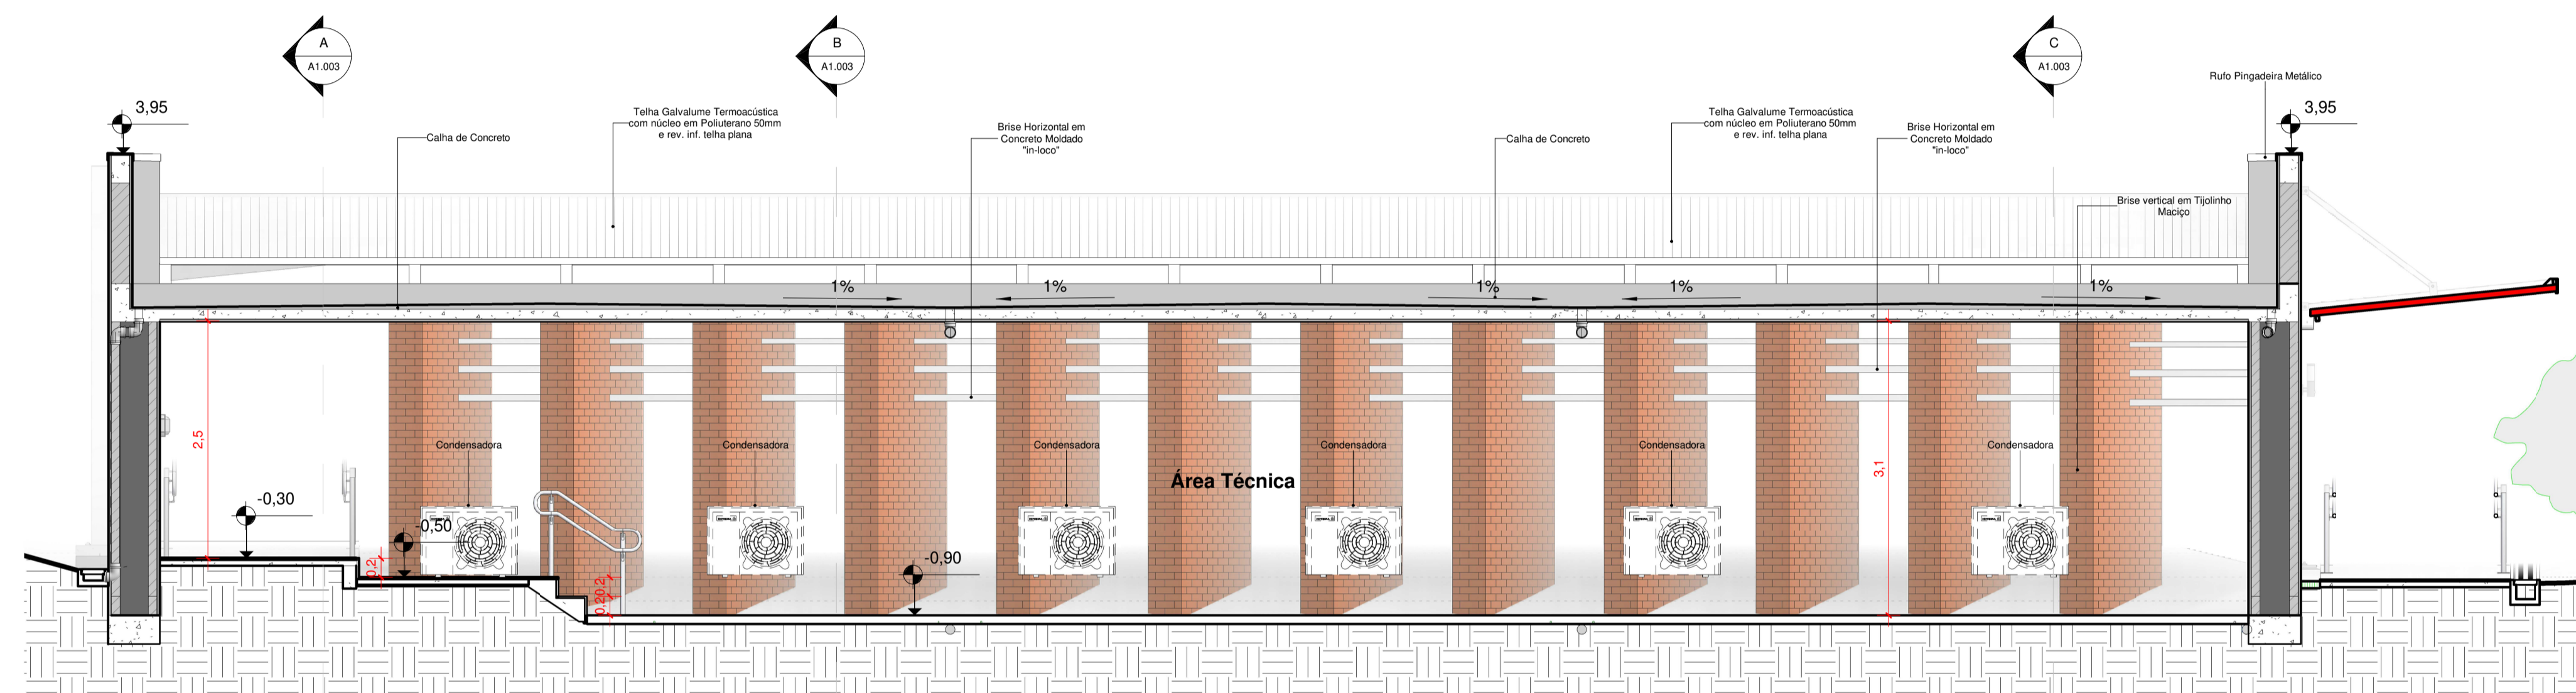 A
A1.003
B
A1.003
C
A1.003
Rufo Pingadeira Metálico
3,95
3,95
Calha de Concreto
Telha Galvalume Termoacústica
com núcleo em Poliuterano 50mm
e rev. inf. telha plana
Brise Horizontal em
Concreto Moldado
"in-loco"
Calha de Concreto
Telha Galvalume Termoacústica
com núcleo em Poliuterano 50mm
e rev. inf. telha plana
Brise Horizontal em
Concreto Moldado
"in-loco"
Brise vertical em Tijolinho
Maciço
1%
1%
1%
1%
1%
2,5
3,1
Condensadora
Condensadora
Condensadora
Condensadora
Condensadora
Condensadora
Área Técnica
-0,30
-0,50
-0,90
0,2
0,2
0,2